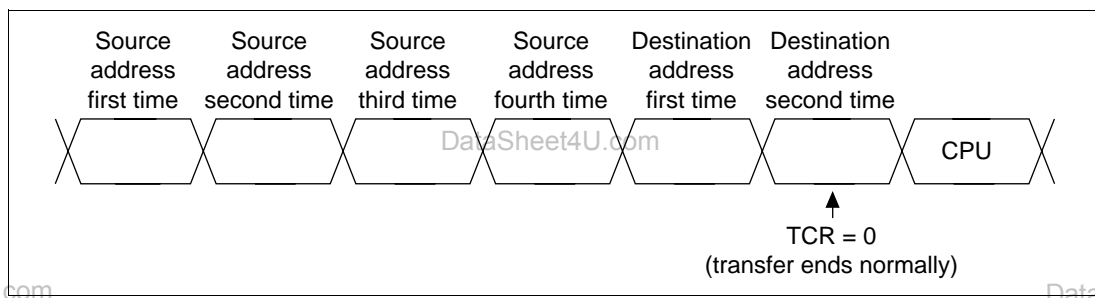 Source address first time
Source address second time
Source address third time
Source address fourth time
Destination address first time
Destination address second time
DataSheet4U.com
CPU
TCR = 0
(transfer ends normally)
.com
Data